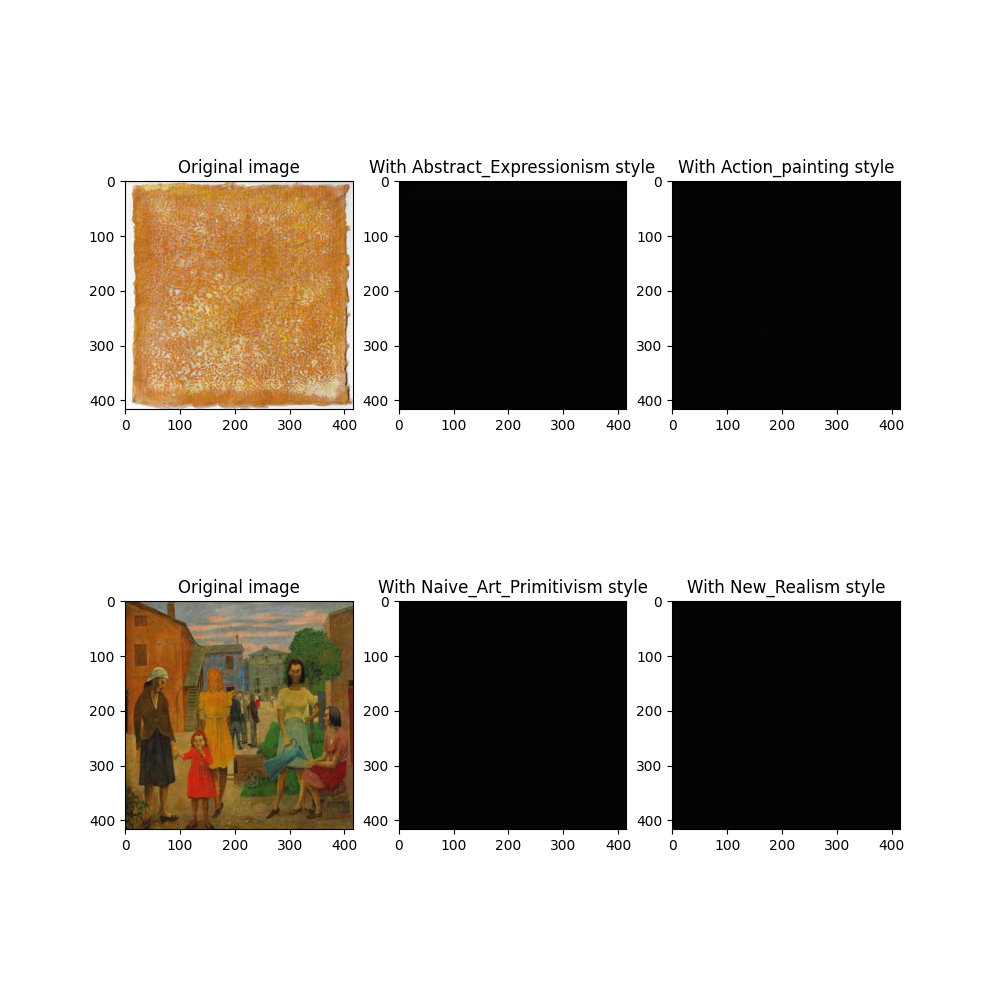 Original image
With Abstract_Expressionism style
With Action_painting style
0
100
200
300
400
0 100 200 300 400
0
100
200
300
400
0 100 200 300 400
0
100
200
300
400
0 100 200 300 400
Original image
With Naive_Art_Primitivism style
With New_Realism style
0
100
200
300
400
0 100 200 300 400
0
100
200
300
400
0 100 200 300 400
0
100
200
300
400
0 100 200 300 400